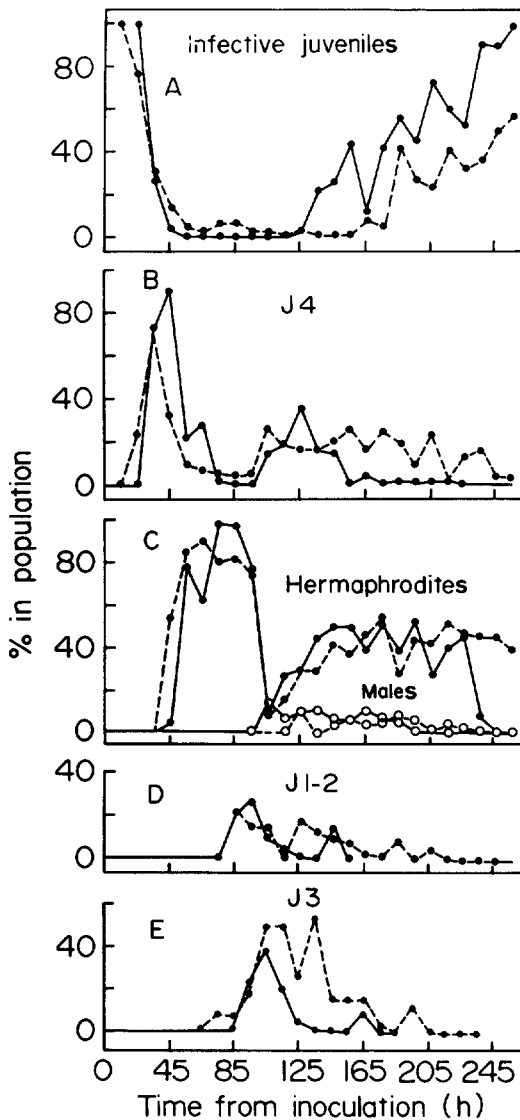 Infective juveniles
80
A
40
0
B
J4
80
40
0
C
80
Hermaphrodites
40
Males
0
% in population
40
D
J1-2
0
J3
E
40
0
5 45 85 125 165 205 245
Time from inoculation (h)